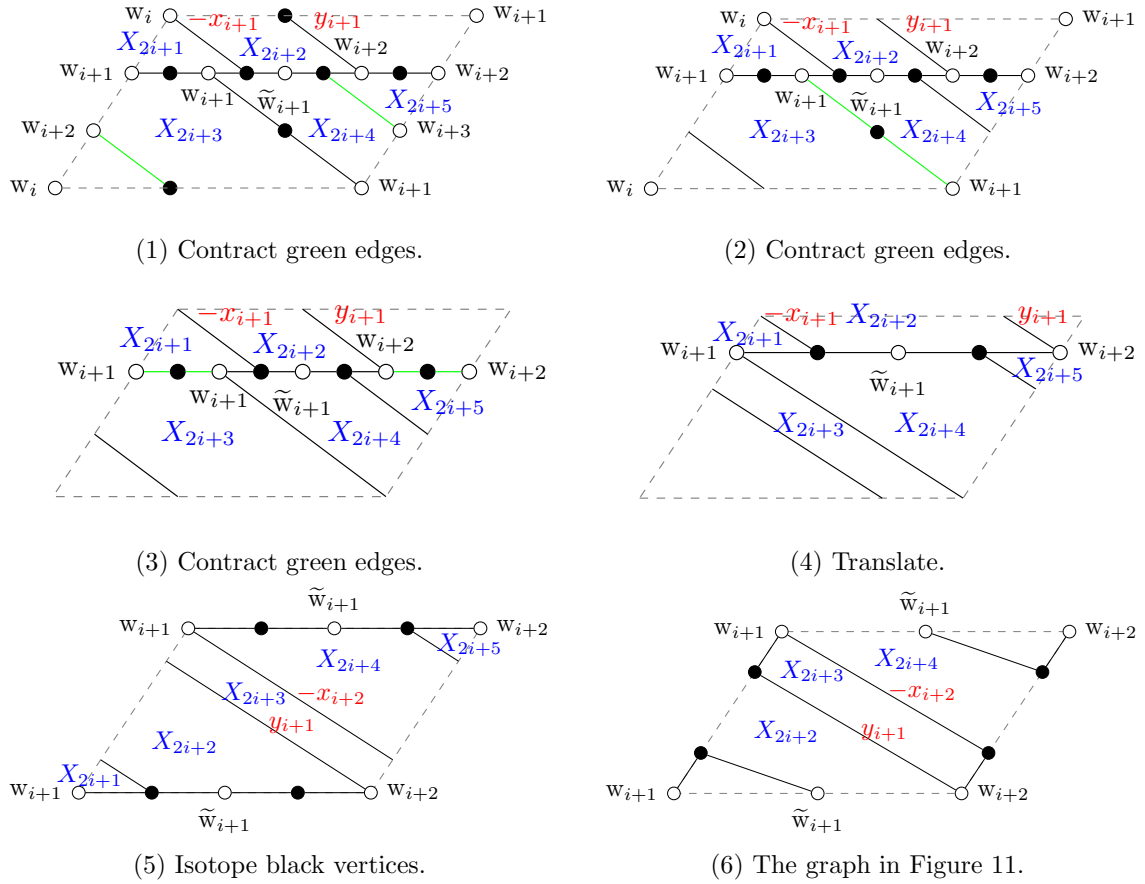 w_i −x_{i+1} y_{i+1} w_{i+1}
X_{2i+1} X_{2i+2} w_{i+2}
w_{i+1} w_{i+2}
w_{i+1} w̃_{i+1} X_{2i+5}
w_{i+2} X_{2i+3} X_{2i+4} w_{i+3}
w_i w_{i+1}
(1) Contract green edges.
w_i −x_{i+1} w_{i+1}
X_{2i+1} X_{2i+2} w_{i+2}
w_{i+1} w_{i+2}
w_{i+1} w̃_{i+1} X_{2i+5}
X_{2i+3} X_{2i+4}
w_i w_{i+1}
(2) Contract green edges.
−x_{i+1} y_{i+1}
X_{2i+1} X_{2i+2} w_{i+2}
w_{i+1} w_{i+2}
w_{i+1} w̃_{i+1} X_{2i+5}
X_{2i+3} X_{2i+4}
(3) Contract green edges.
−x_{i+1} X_{2i+2} y_{i+1}
X_{2i+1}
w_{i+1} w_{i+2}
w̃_{i+1} X_{2i+5}
X_{2i+3} X_{2i+4}
(4) Translate.
w̃_{i+1}
w_{i+1} w_{i+2}
X_{2i+4} X_{2i+5}
X_{2i+3} −x_{i+2}
X_{2i+2} y_{i+1}
X_{2i+1}
w_{i+1} w_{i+2}
w̃_{i+1}
(5) Isotope black vertices.
w̃_{i+1}
w_{i+1} w_{i+2}
X_{2i+3} X_{2i+4}
−x_{i+2}
X_{2i+2} y_{i+1}
w_{i+1} w_{i+2}
w̃_{i+1}
(6) The graph in Figure 11.